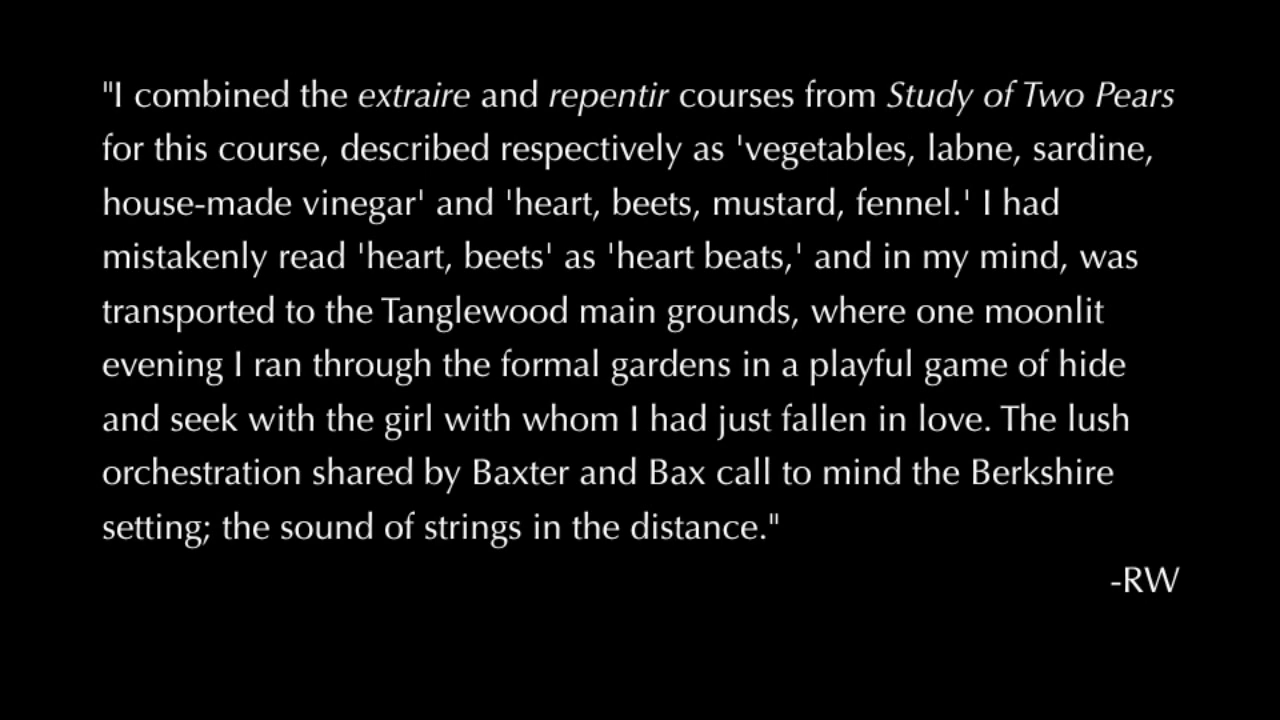 "I combined the extraire and repentir courses from Study of Two Pears
for this course, described respectively as 'vegetables, labne, sardine,
house-made vinegar' and 'heart, beets, mustard, fennel.' I had
mistakenly read 'heart, beets' as 'heart beats,' and in my mind, was
transported to the Tanglewood main grounds, where one moonlit
evening I ran through the formal gardens in a playful game of hide
and seek with the girl with whom I had just fallen in love. The lush
orchestration shared by Baxter and Bax call to mind the Berkshire
setting; the sound of strings in the distance."
-RW